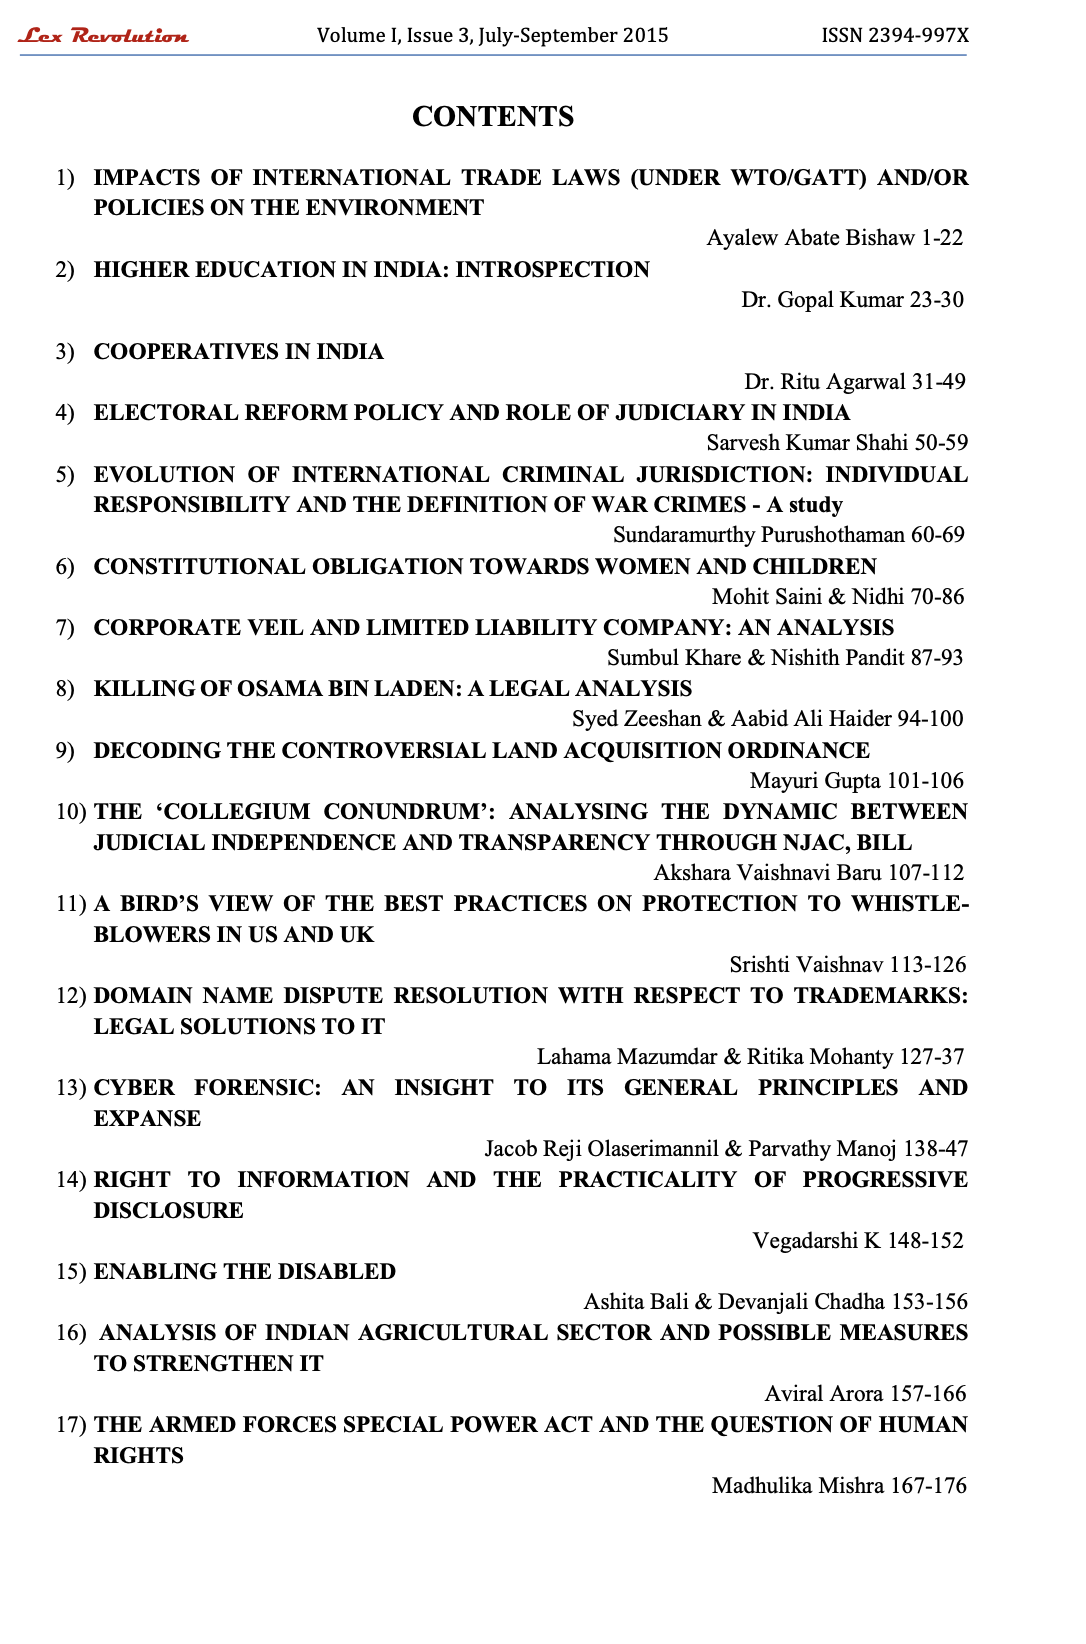 Lex Revolution Volume I, Issue 3, July-September 2015 ISSN 2394-997X
CONTENTS
1) IMPACTS OF INTERNATIONAL TRADE LAWS (UNDER WTO/GATT) AND/OR
POLICIES ON THE ENVIRONMENT
Ayalew Abate Bishaw 1-22
2) HIGHER EDUCATION IN INDIA: INTROSPECTION
Dr. Gopal Kumar 23-30
3) COOPERATIVES IN INDIA
Dr. Ritu Agarwal 31-49
4) ELECTORAL REFORM POLICY AND ROLE OF JUDICIARY IN INDIA
Sarvesh Kumar Shahi 50-59
5) EVOLUTION OF INTERNATIONAL CRIMINAL JURISDICTION: INDIVIDUAL
RESPONSIBILITY AND THE DEFINITION OF WAR CRIMES - A study
Sundaramurthy Purushothaman 60-69
6) CONSTITUTIONAL OBLIGATION TOWARDS WOMEN AND CHILDREN
Mohit Saini & Nidhi 70-86
7) CORPORATE VEIL AND LIMITED LIABILITY COMPANY: AN ANALYSIS
Sumbul Khare & Nishith Pandit 87-93
8) KILLING OF OSAMA BIN LADEN: A LEGAL ANALYSIS
Syed Zeeshan & Aabid Ali Haider 94-100
9) DECODING THE CONTROVERSIAL LAND ACQUISITION ORDINANCE
Mayuri Gupta 101-106
10) THE ‘COLLEGIUM CONUNDRUM’: ANALYSING THE DYNAMIC BETWEEN
JUDICIAL INDEPENDENCE AND TRANSPARENCY THROUGH NJAC, BILL
Akshara Vaishnavi Baru 107-112
11) A BIRD’S VIEW OF THE BEST PRACTICES ON PROTECTION TO WHISTLE-
BLOWERS IN US AND UK
Srishti Vaishnav 113-126
12) DOMAIN NAME DISPUTE RESOLUTION WITH RESPECT TO TRADEMARKS:
LEGAL SOLUTIONS TO IT
Lahama Mazumdar & Ritika Mohanty 127-37
13) CYBER FORENSIC: AN INSIGHT TO ITS GENERAL PRINCIPLES AND
EXPANSE
Jacob Reji Olaserimannil & Parvathy Manoj 138-47
14) RIGHT TO INFORMATION AND THE PRACTICALITY OF PROGRESSIVE
DISCLOSURE
Vegadarshi K 148-152
15) ENABLING THE DISABLED
Ashita Bali & Devanjali Chadha 153-156
16) ANALYSIS OF INDIAN AGRICULTURAL SECTOR AND POSSIBLE MEASURES
TO STRENGTHEN IT
Aviral Arora 157-166
17) THE ARMED FORCES SPECIAL POWER ACT AND THE QUESTION OF HUMAN
RIGHTS
Madhulika Mishra 167-176